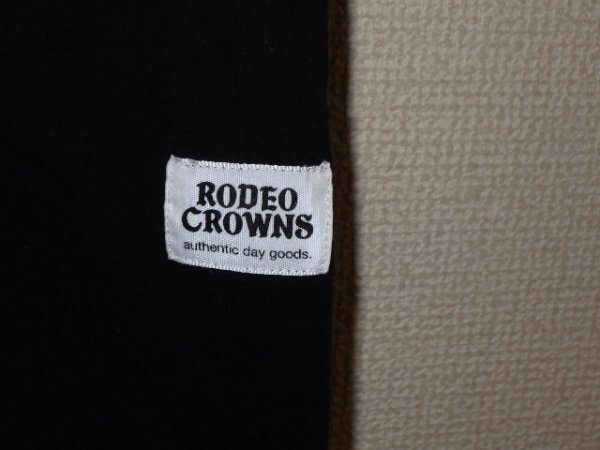 RODEO
CROWNS
authentic day goods.